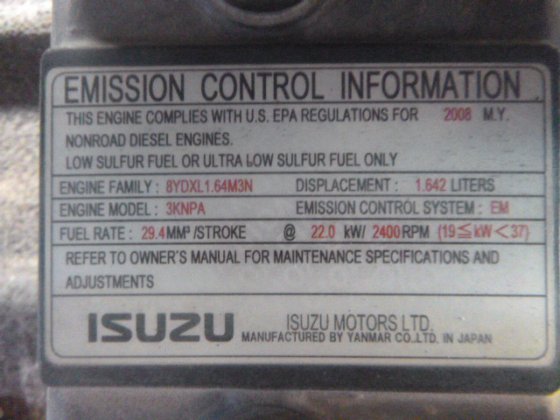 EMISSION CONTROL INFORMATION
THIS ENGINE COMPLIES WITH U.S. EPA REGULATIONS FOR 2008 M.Y.
NONROAD DIESEL ENGINES.
LOW SULFUR FUEL OR ULTRA LOW SULFUR FUEL ONLY
ENGINE FAMILY : 8YDXL1.64M3N DISPLACEMENT : 1.642 LITERS
ENGINE MODEL : 3KNPA EMISSION CONTROL SYSTEM : EM
FUEL RATE : 29.4MM³ /STROKE @ 22.0 kW/ 2400RPM (19≦kW<37)
REFER TO OWNER'S MANUAL FOR MAINTENANCE SPECIFICATIONS AND
ADJUSTMENTS
ISUZU ISUZU MOTORS LTD.
MANUFACTURED BY YANMAR CO.,LTD. IN JAPAN